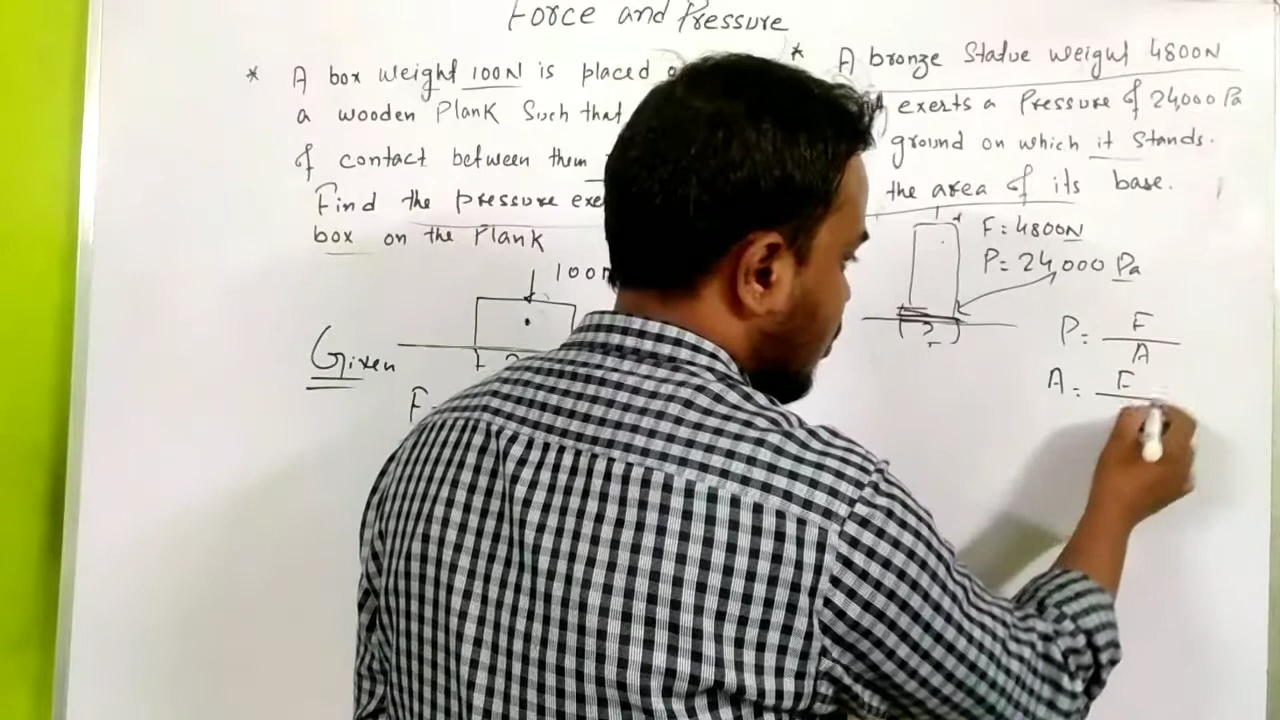 Force and Pressure
* A box weight 100N is placed
a wooden Plank Such that
of contact between them
Find the pressure
box on the Plank
100N
Given
F
* A bronze Statue weight 4800N
exerts a Pressure of 24,000 Pa
ground on which it Stands.
the area of its base.
F = 4800N
P = 24,000 Pa
(?)
P = F
A
A = F